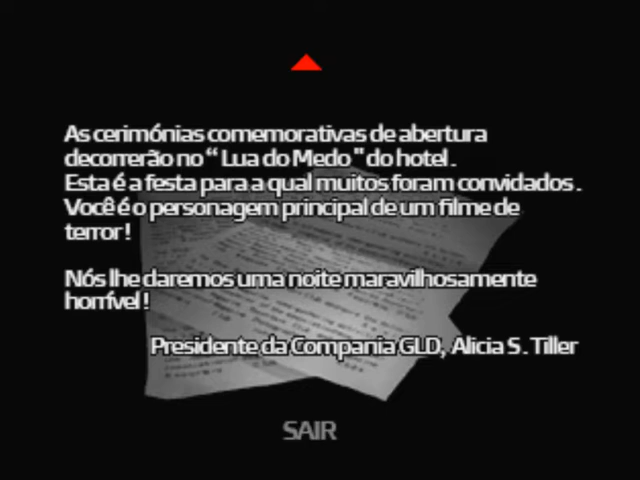 As cerimónias comemorativas de abertura
decorrerão no “ Lua do Medo " do hotel .
Esta é a festa para a qual muitos foram convidados .
Você é o personagem principal de um filme de
terror !
Nós lhe daremos uma noite maravilhosamente
horrível !
Presidente da Compania GLD, Alicia S . Tiller
SAIR